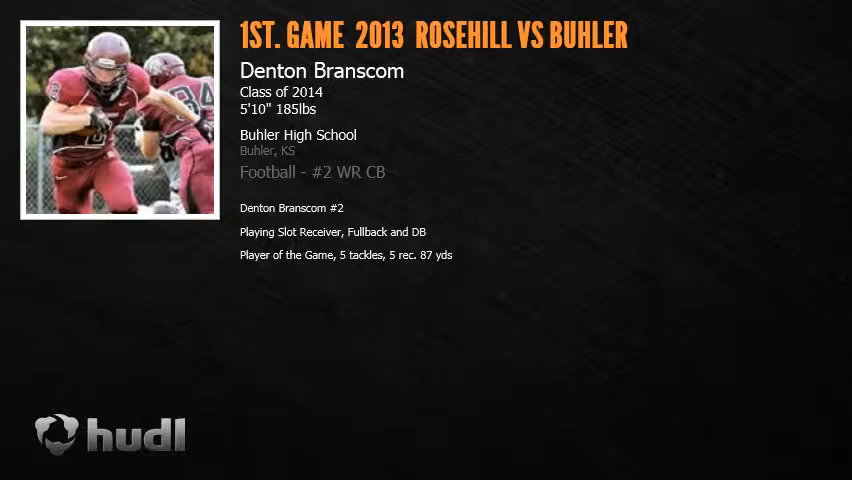 1ST. GAME 2013 ROSEHILL VS BUHLER
Denton Branscom
Class of 2014
5'10" 185lbs
Buhler High School
Buhler, KS
Football - #2 WR CB
Denton Branscom #2
Playing Slot Receiver, Fullback and DB
Player of the Game, 5 tackles, 5 rec. 87 yds
84
2
hudl